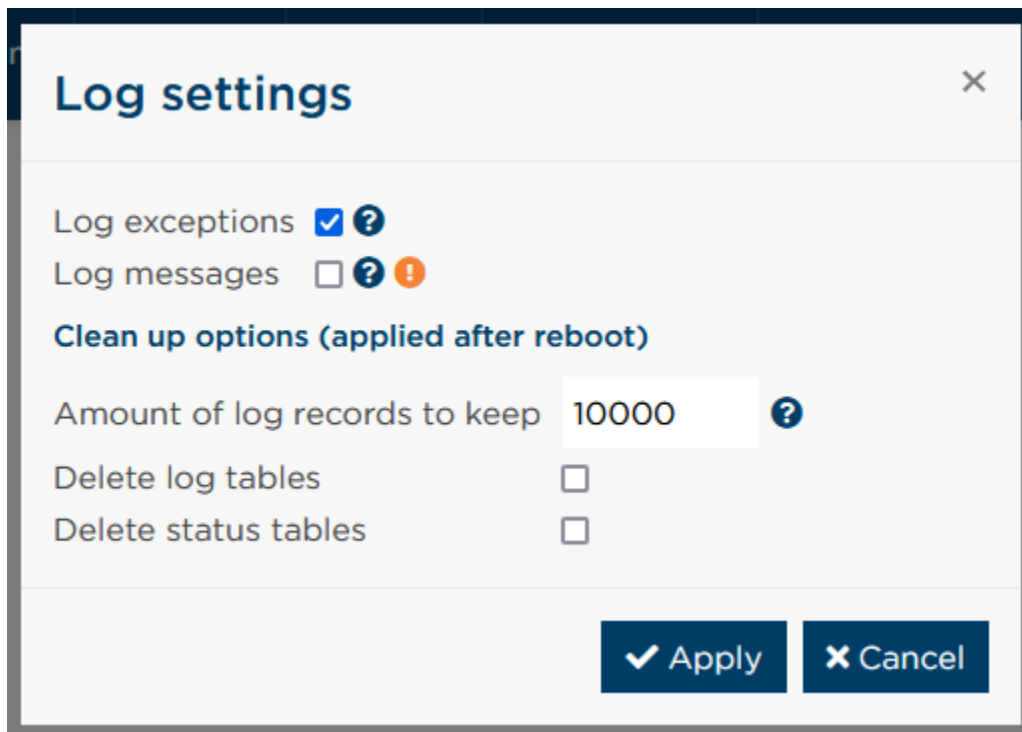 Log settings
Log exceptions
Log messages
Clean up options (applied after reboot)
Amount of log records to keep 10000
Delete log tables
Delete status tables
Apply Cancel